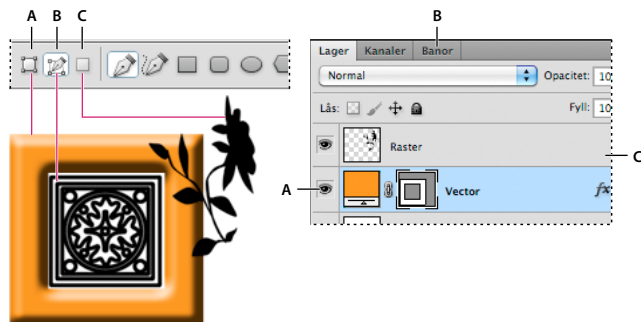 A B C
B
Lager Kanaler Banor
Normal Opacitet: 10
Lås: Fyll: 10
Raster
C
A
Vector fx